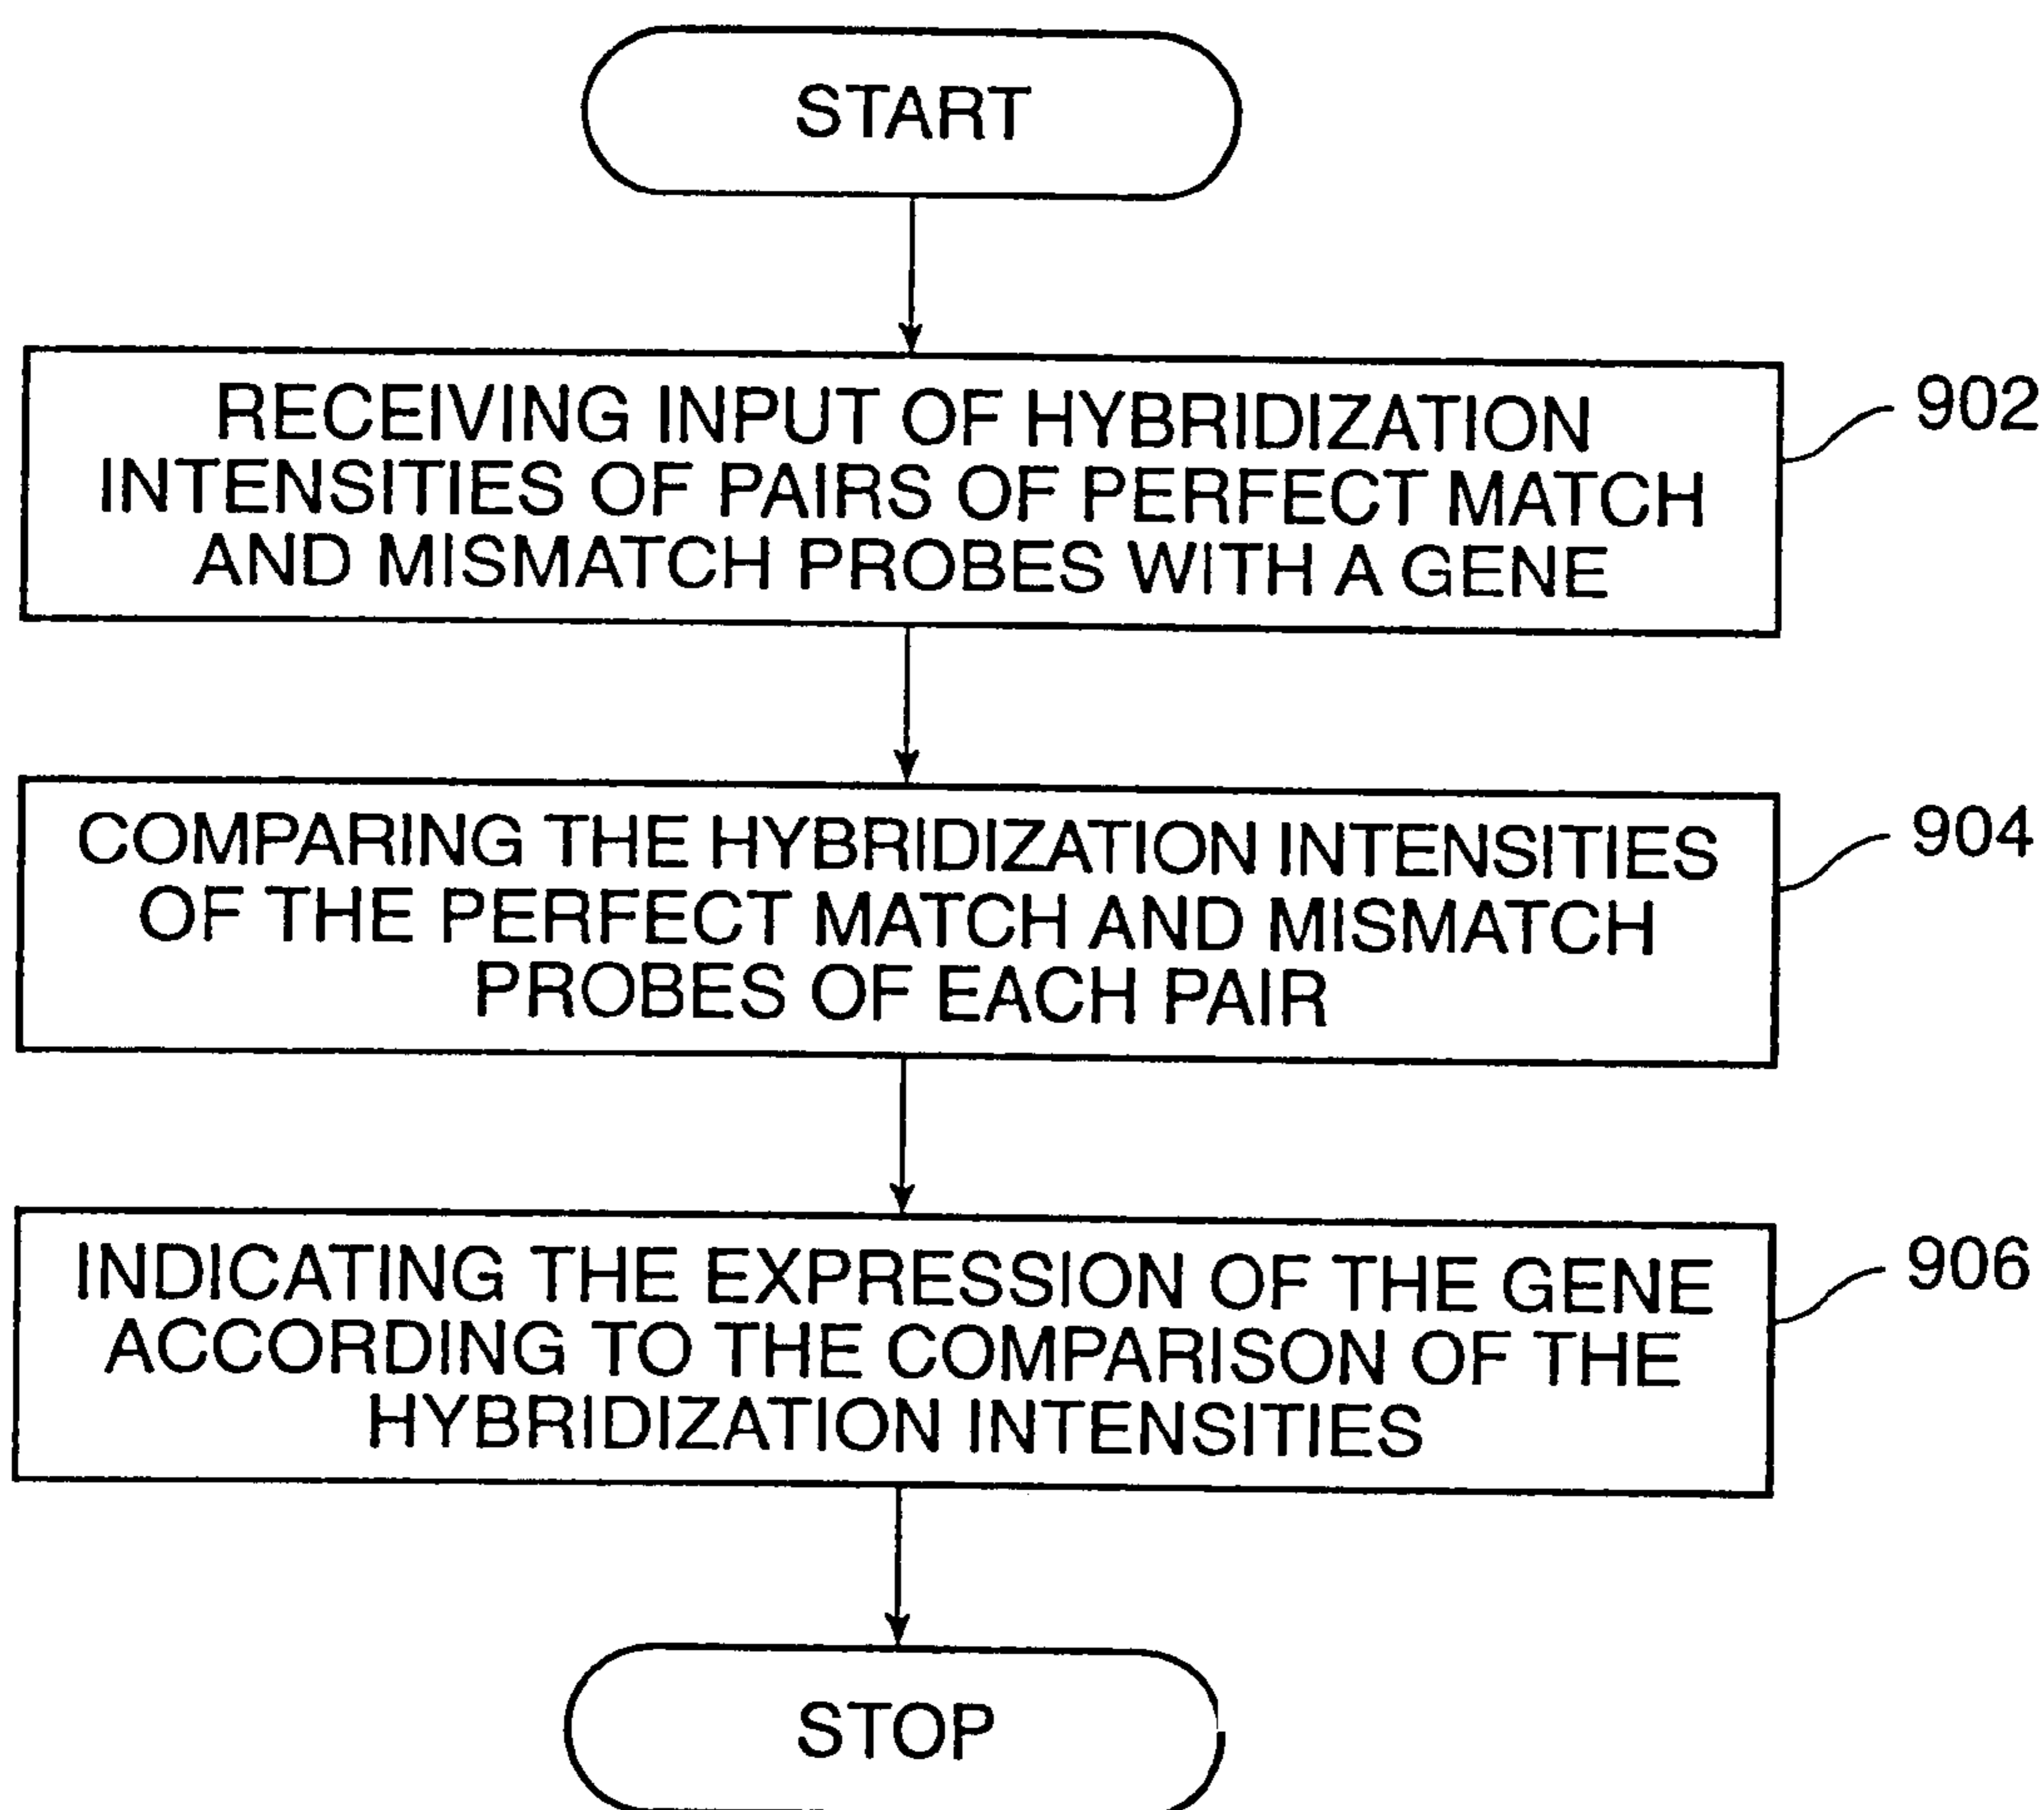 START
RECEIVING INPUT OF HYBRIDIZATION
INTENSITIES OF PAIRS OF PERFECT MATCH
AND MISMATCH PROBES WITH A GENE
902
COMPARING THE HYBRIDIZATION INTENSITIES
OF THE PERFECT MATCH AND MISMATCH
PROBES OF EACH PAIR
904
INDICATING THE EXPRESSION OF THE GENE
ACCORDING TO THE COMPARISON OF THE
HYBRIDIZATION INTENSITIES
906
STOP